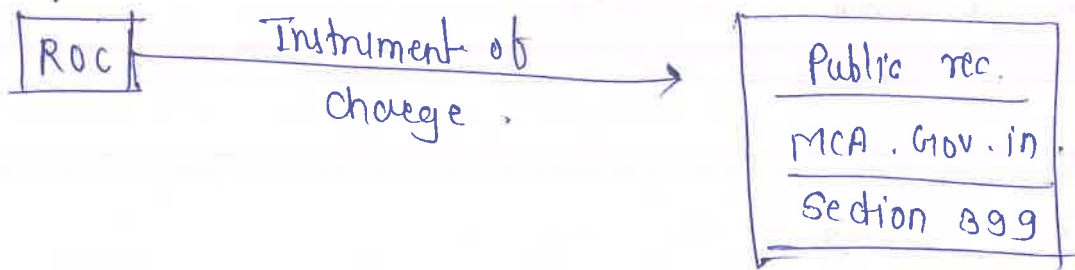 ROC
Instrument of
Charge .
Public rec.
MCA . Gov . in
Section 399